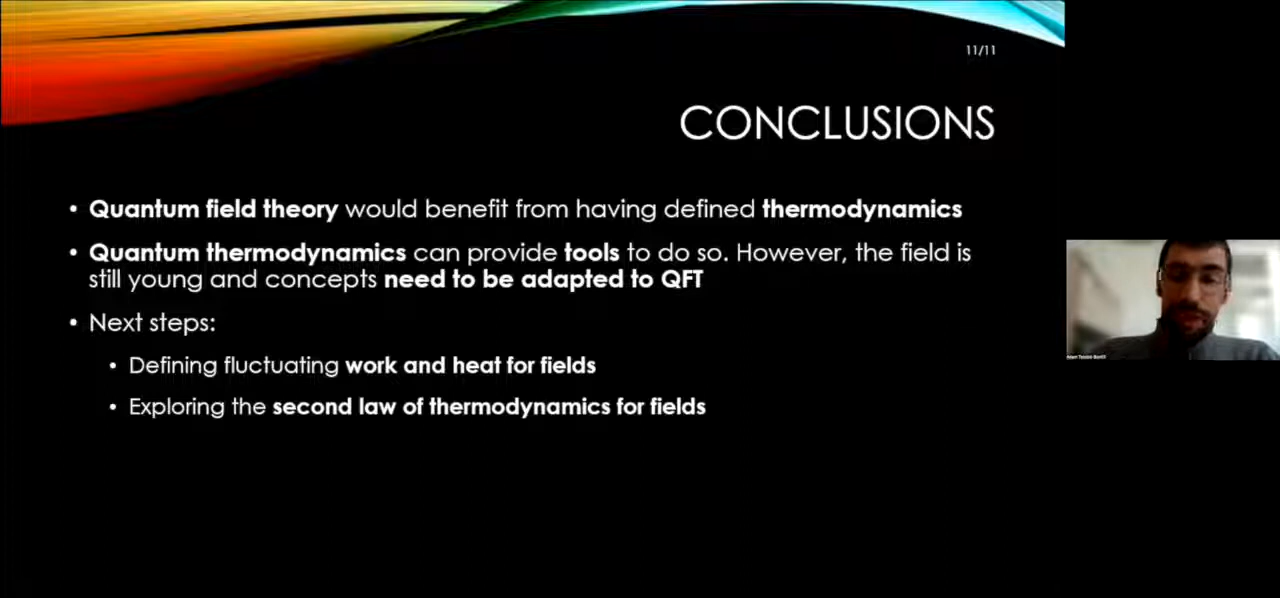 11/11
CONCLUSIONS
• Quantum field theory would benefit from having defined thermodynamics
• Quantum thermodynamics can provide tools to do so. However, the field is
still young and concepts need to be adapted to QFT
• Next steps:
• Defining fluctuating work and heat for fields
• Exploring the second law of thermodynamics for fields
Adam